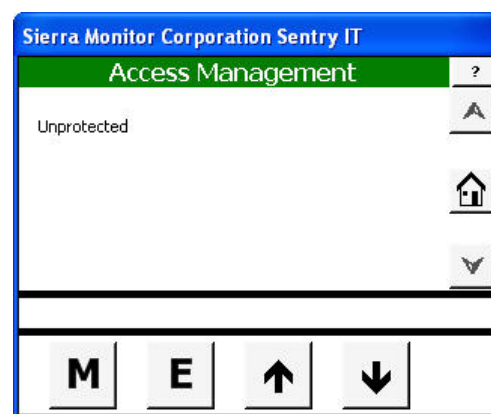 Sierra Monitor Corporation Sentry IT
Access Management
?
Unprotected
M
E